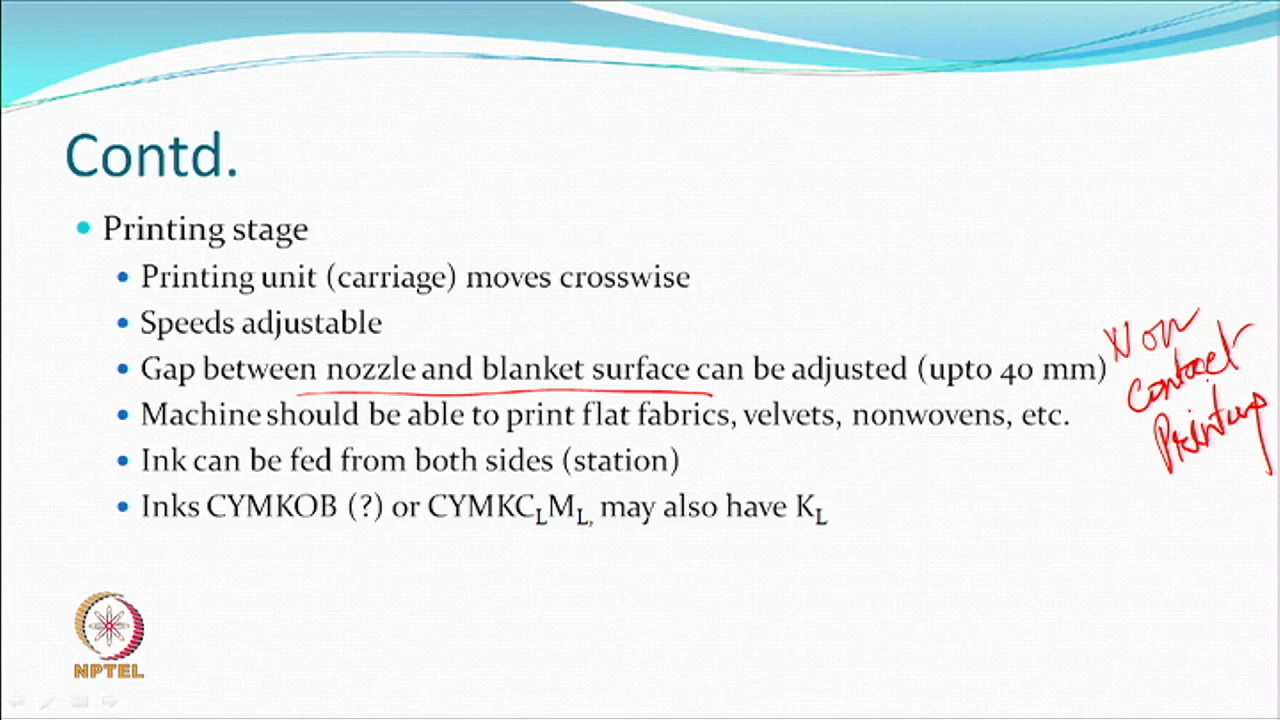 Contd.
Printing stage
Printing unit (carriage) moves crosswise
Speeds adjustable
Gap between nozzle and blanket surface can be adjusted (upto 40 mm)
Non
Contact
Printing
Machine should be able to print flat fabrics, velvets, nonwovens, etc.
Ink can be fed from both sides (station)
Inks CYMKOB (?) or CYMKCLML, may also have KL
NPTEL